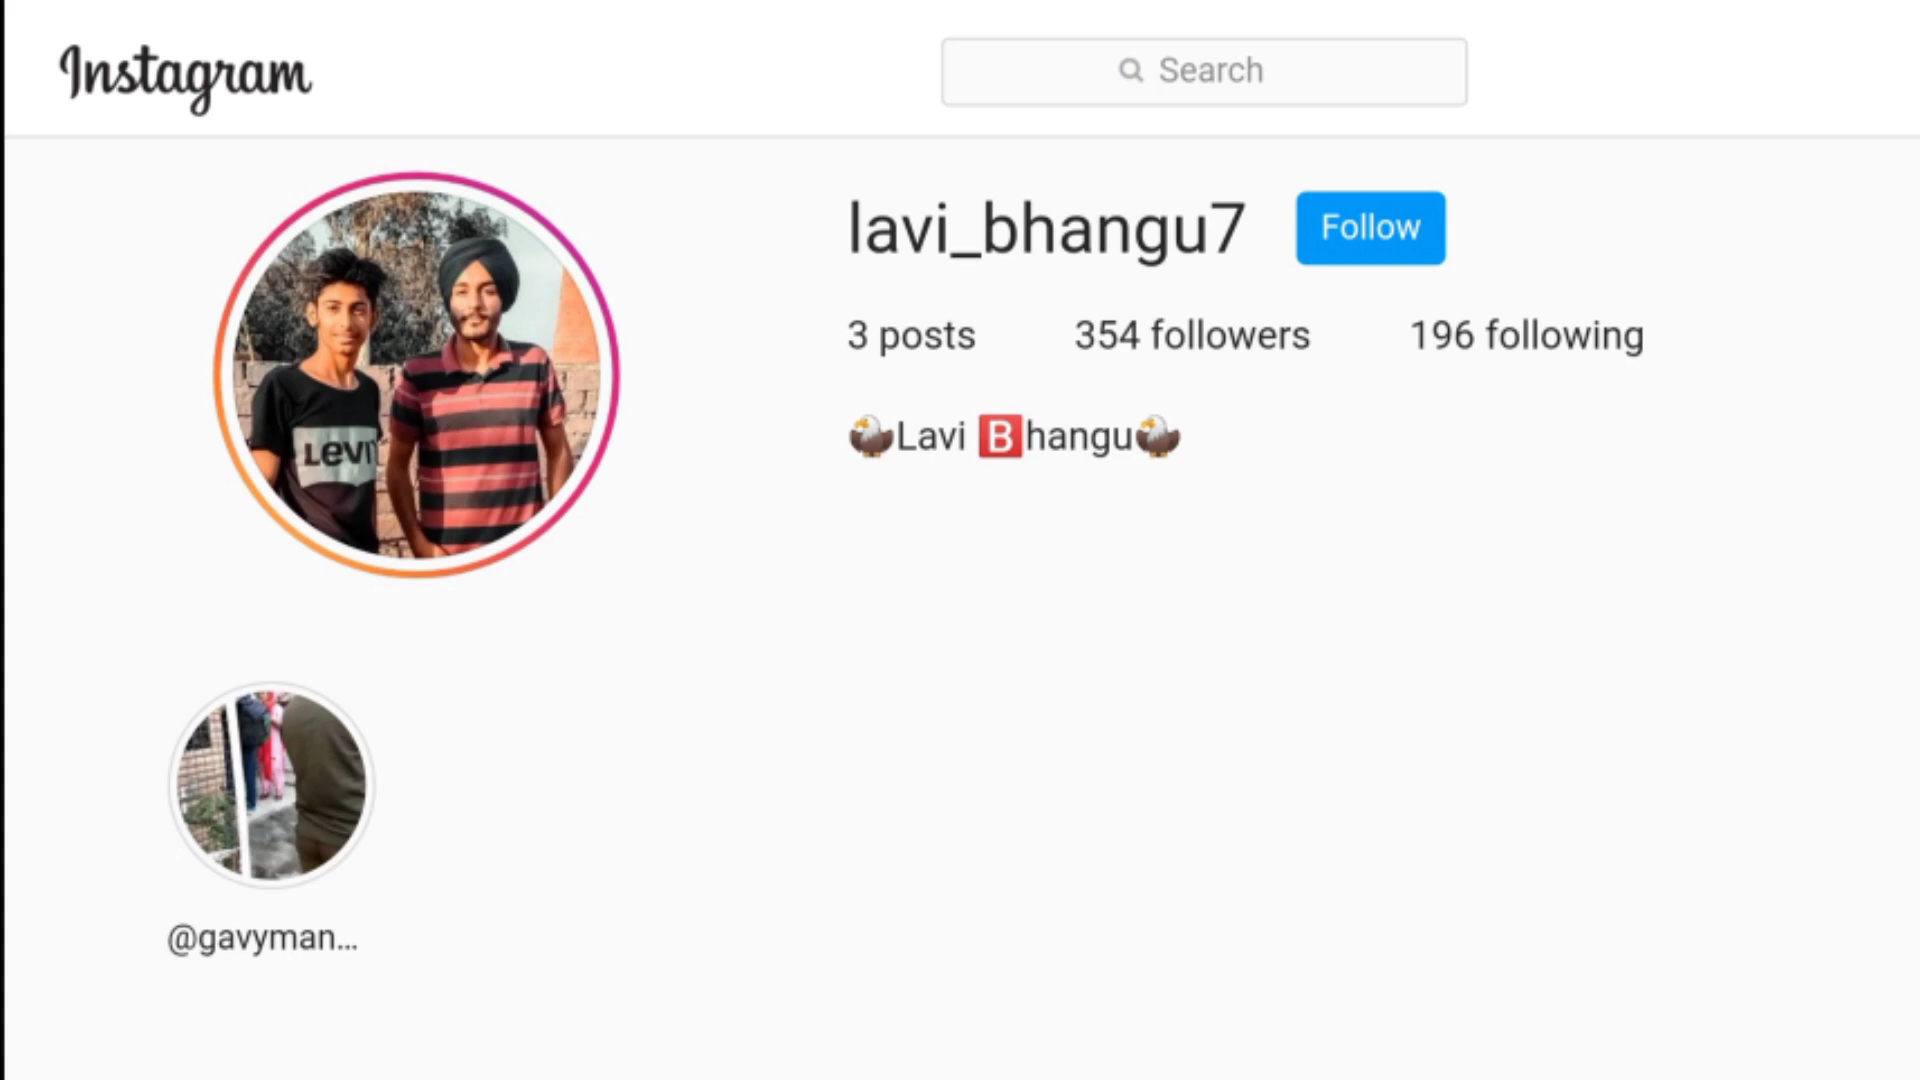 Instagram
Search
lavi_bhangu7 Follow
3 posts 354 followers 196 following
🦅Lavi 🅱hangu🦅
LEVI
@gavyman...